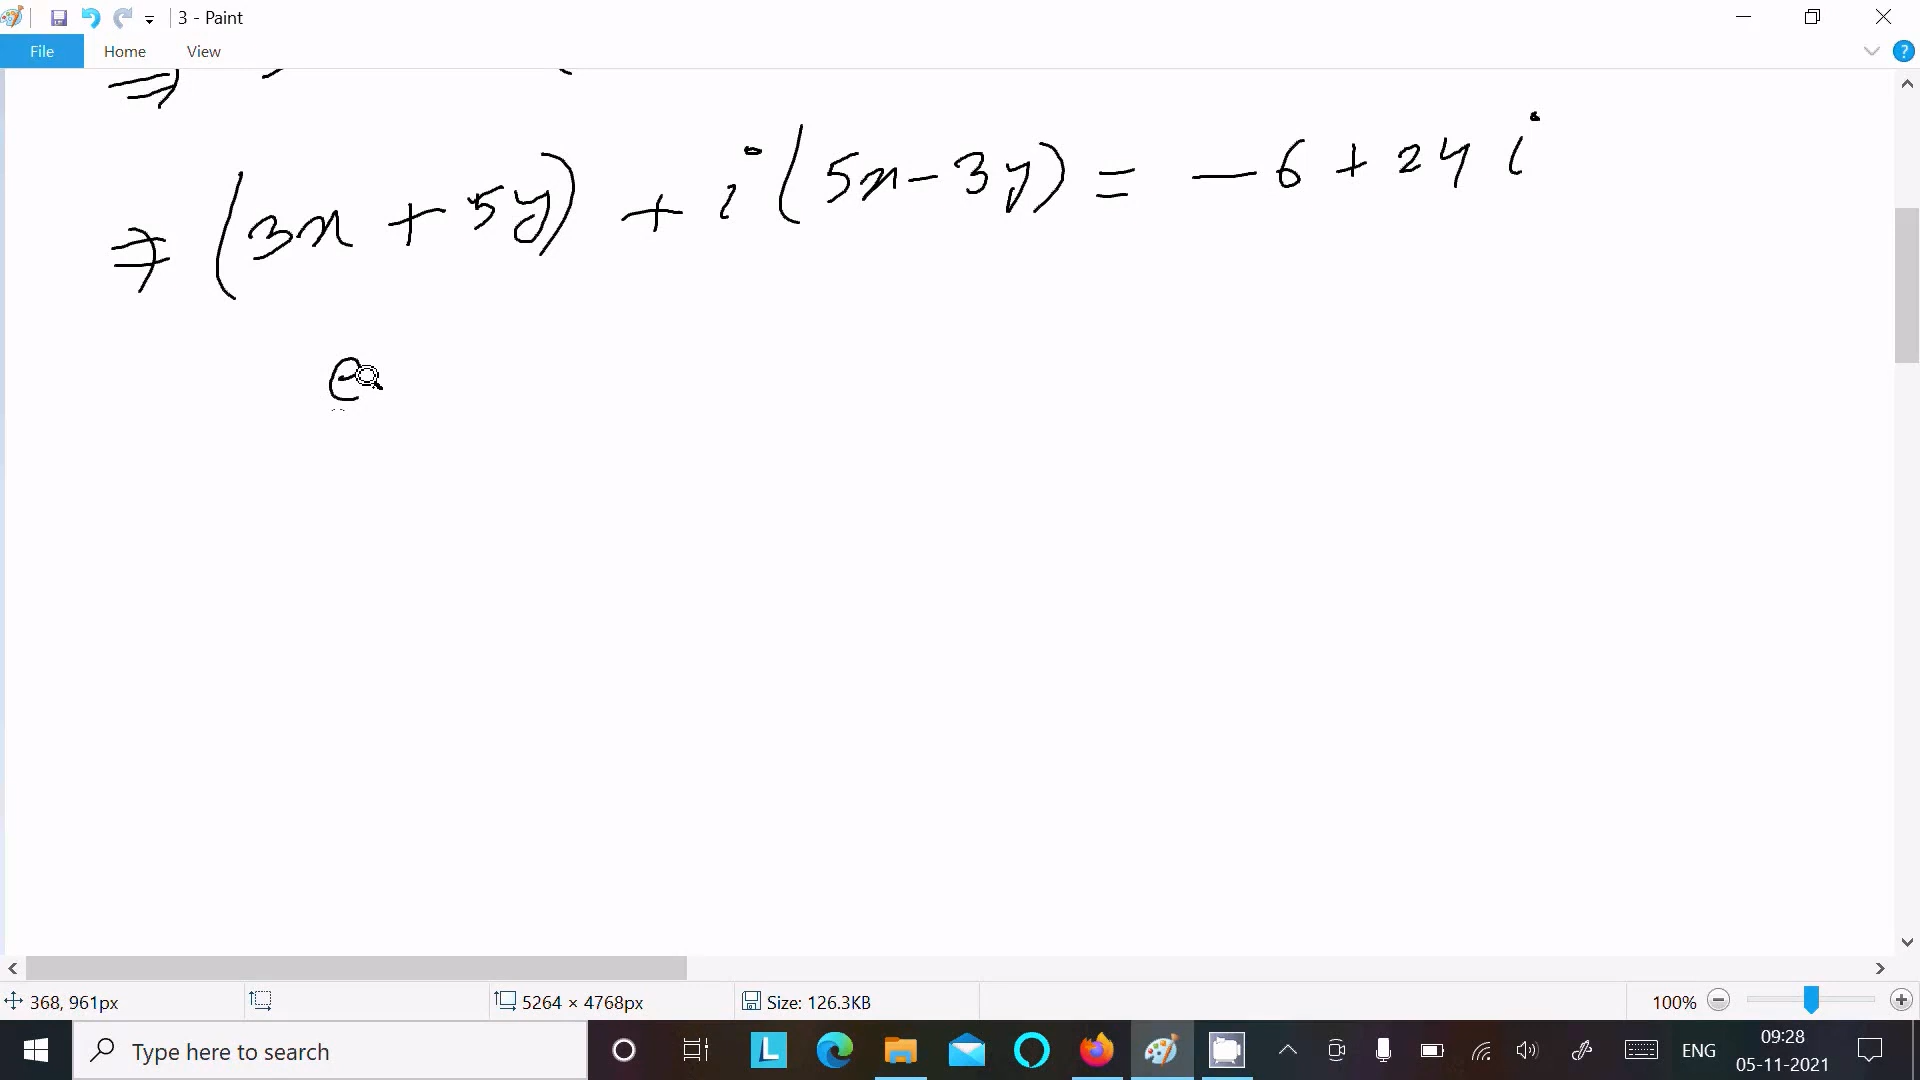 3 - Paint
File Home View
⇒
⇒ (3x + 5y) + i (5x - 3y) = - 6 + 24 i
e
368, 961px 5264 × 4768px Size: 126.3KB 100%
Type here to search L ENG 09:28
05-11-2021